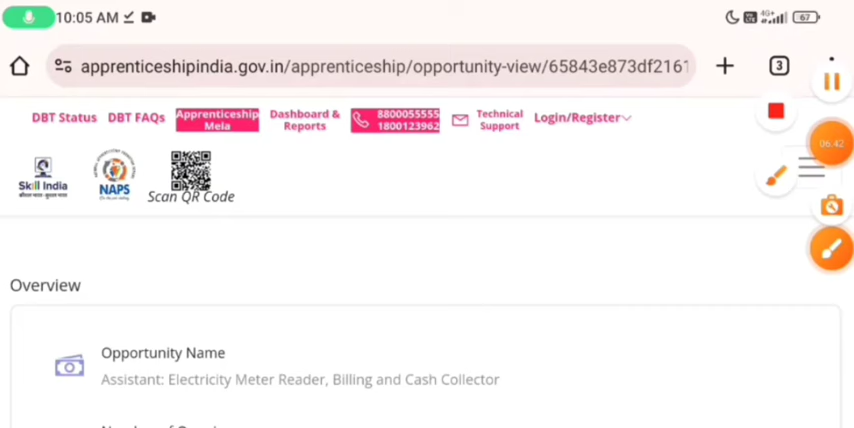 10:05 AM
4G+
67
apprenticeshipindia.gov.in/apprenticeship/opportunity-view/65843e873df2161
3
DBT Status
DBT FAQs
Apprenticeship
Mela
Dashboard &
Reports
8800055555
1800123962
Technical
Support
Login/Register
06:42
Skill India
NAPS
Scan QR Code
Overview
Opportunity Name
Assistant: Electricity Meter Reader, Billing and Cash Collector